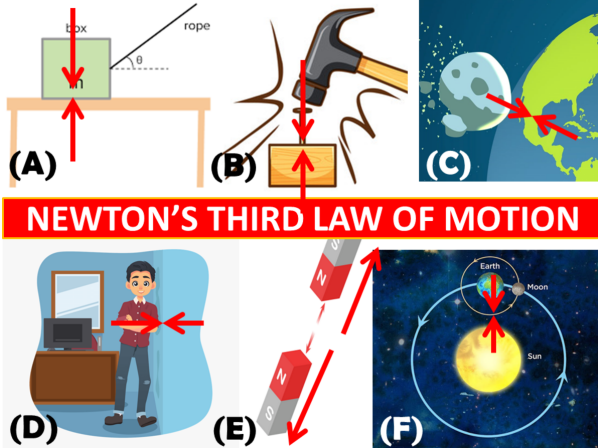 box
rope
θ
m
(A)
(B)
(C)
NEWTON'S THIRD LAW OF MOTION
(D)
S
N
N
S
(E)
Earth
Moon
Sun
(F)